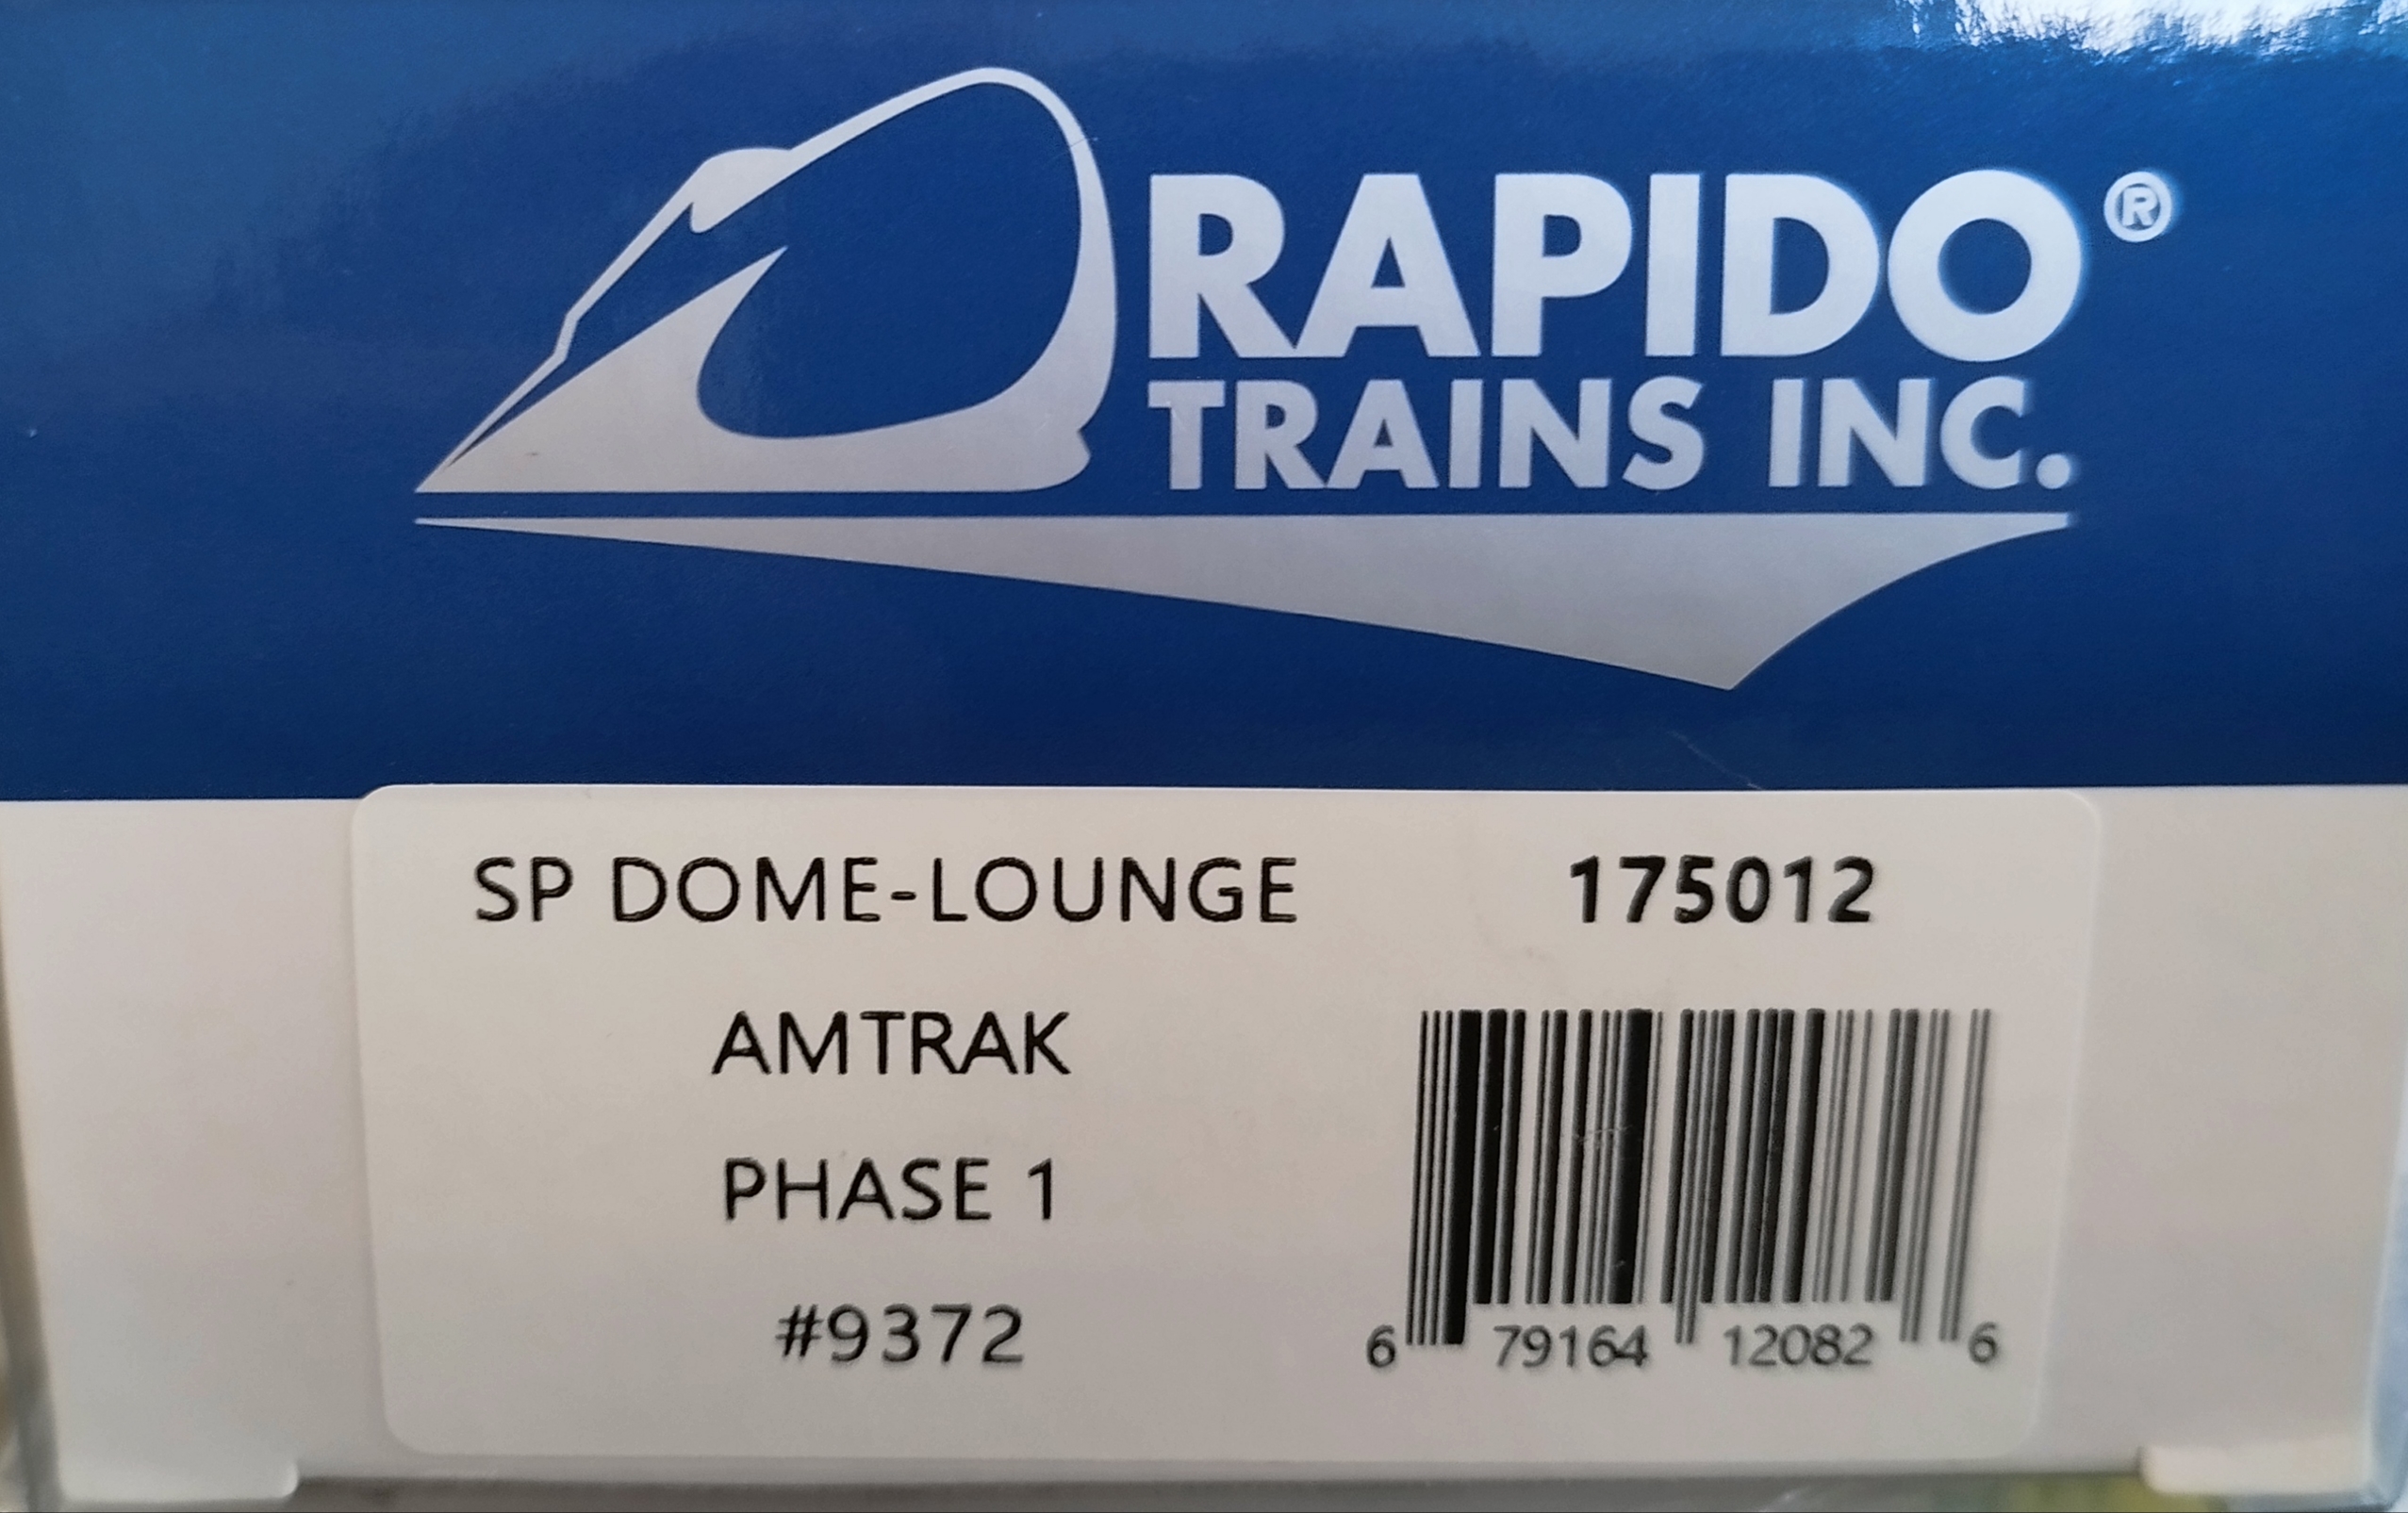 RAPIDO®
TRAINS INC.
SP DOME-LOUNGE
175012
AMTRAK
PHASE 1
#9372
6 79164 12082 6